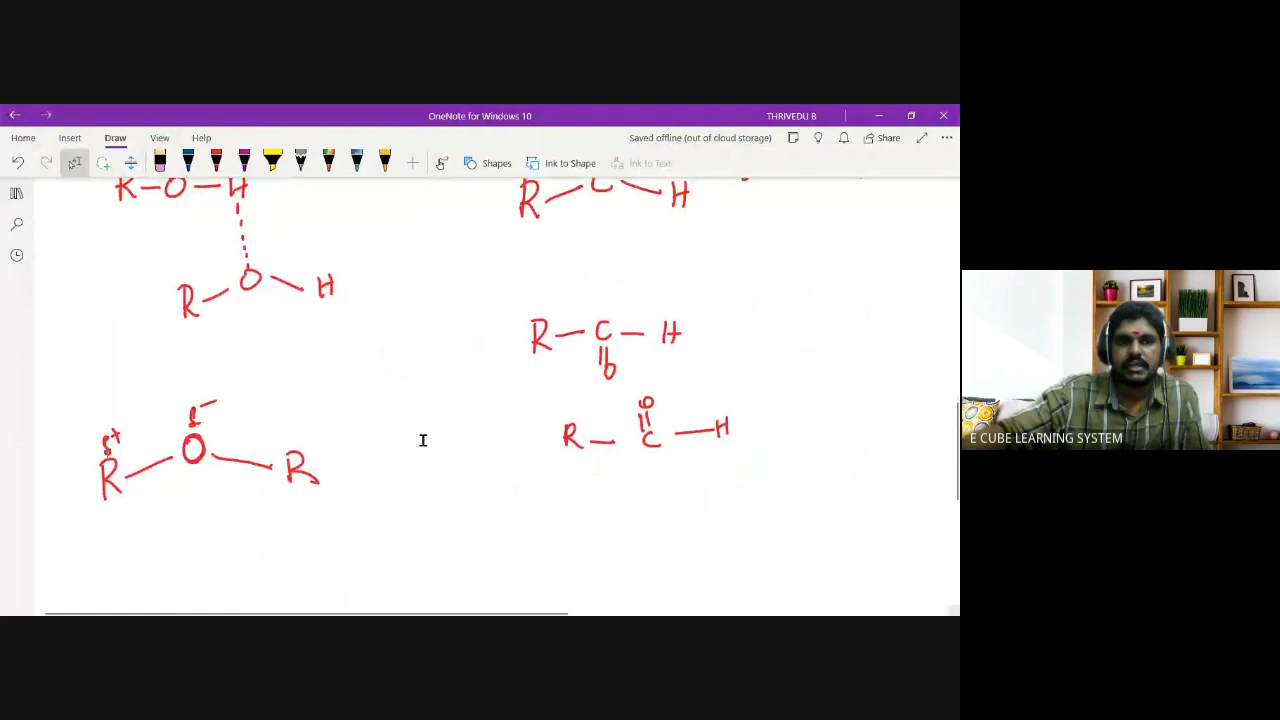 OneNote for Windows 10
THRIVEDU B
Home Insert Draw View Help
Saved offline (out of cloud storage)
Share
Shapes
Ink to Shape
Ink to Text
R-O-H
R O H
R C H
R-C-H
O
O
R-C-H
δ+ δ-
R O R
E CUBE LEARNING SYSTEM